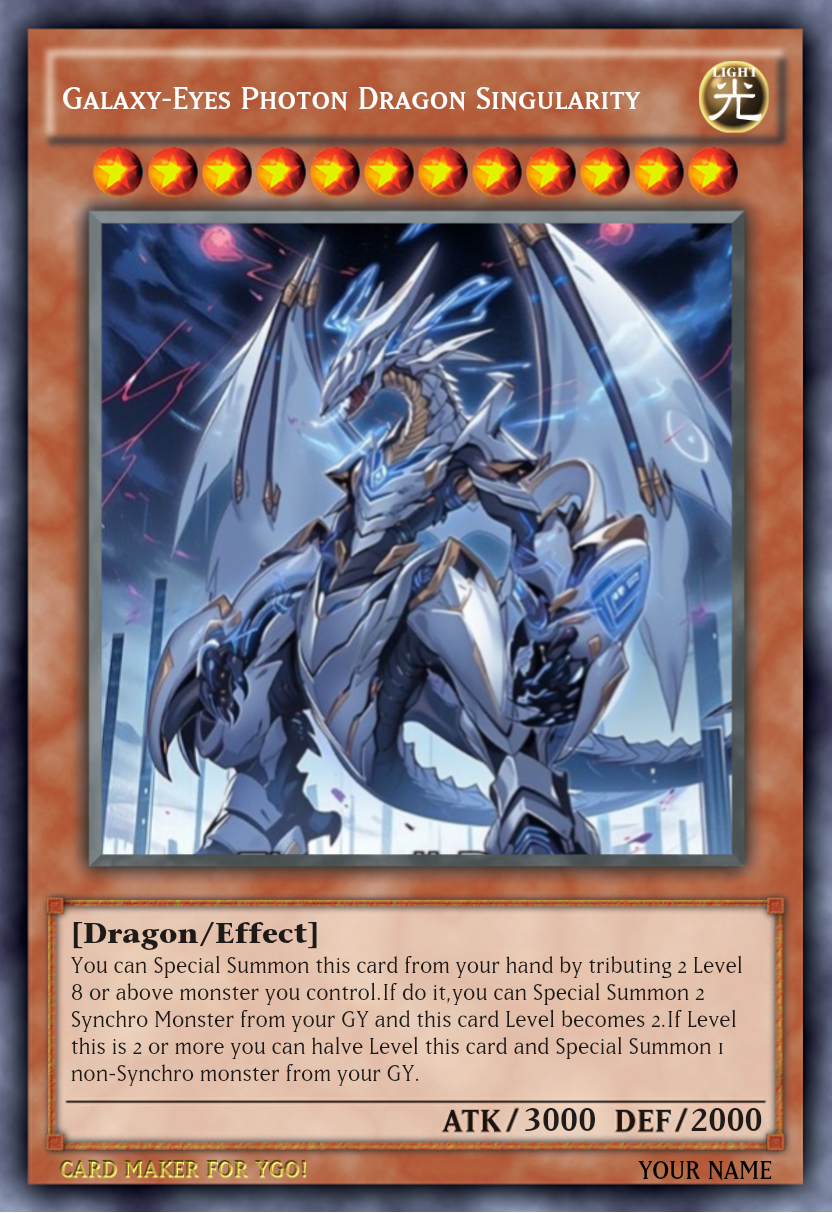 Galaxy-Eyes Photon Dragon Singularity
LIGHT
光
[Dragon/Effect]
You can Special Summon this card from your hand by tributing 2 Level
8 or above monster you control.If do it,you can Special Summon 2
Synchro Monster from your GY and this card Level becomes 2.If Level
this is 2 or more you can halve Level this card and Special Summon 1
non-Synchro monster from your GY.
ATK/3000 DEF/2000
CARD MAKER FOR YGO!
YOUR NAME